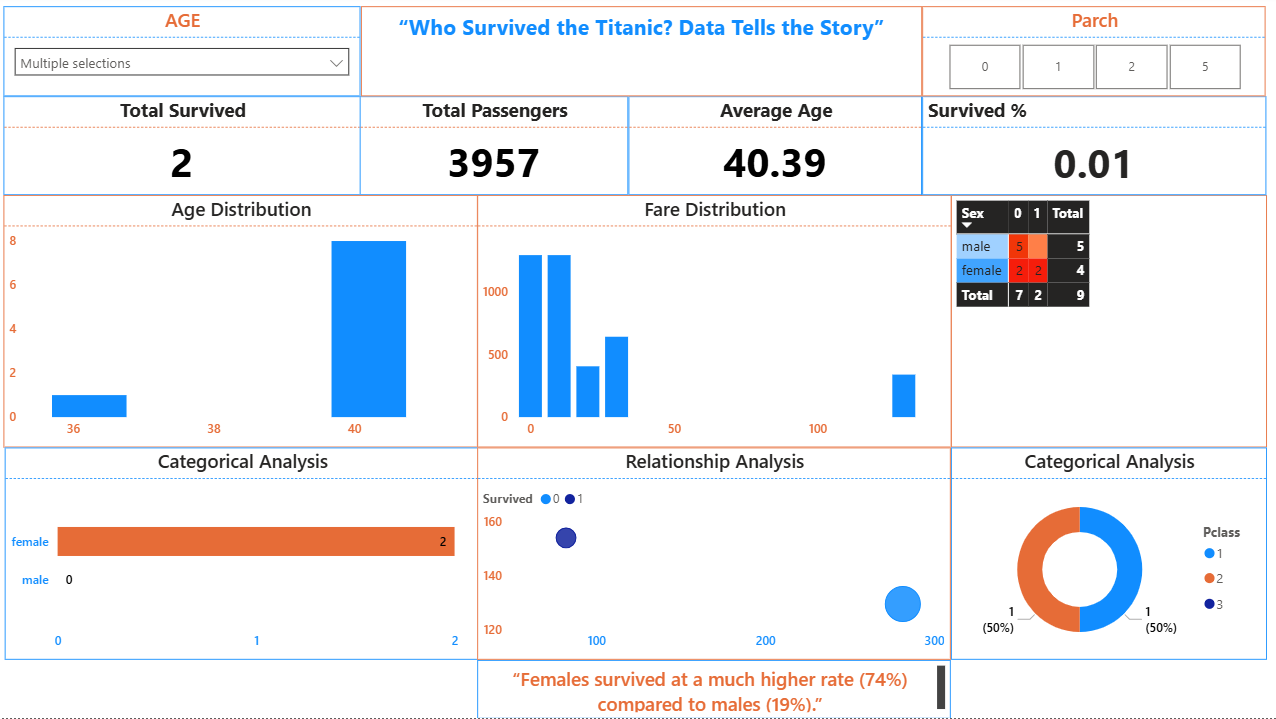 AGE
Multiple selections
“Who Survived the Titanic? Data Tells the Story”
Parch
0 1 2 5
Total Survived
2
Total Passengers
3957
Average Age
40.39
Survived %
0.01
Age Distribution
8
6
4
2
0
36 38 40
Fare Distribution
1000
500
0
0 50 100
Sex 0 1 Total
male 5 5
female 2 2 4
Total 7 2 9
Categorical Analysis
female 2
male 0
0 1 2
Relationship Analysis
Survived 0 1
160
140
120
100 200 300
Categorical Analysis
1
(50%)
1
(50%)
Pclass
1
2
3
“Females survived at a much higher rate (74%)
compared to males (19%).”